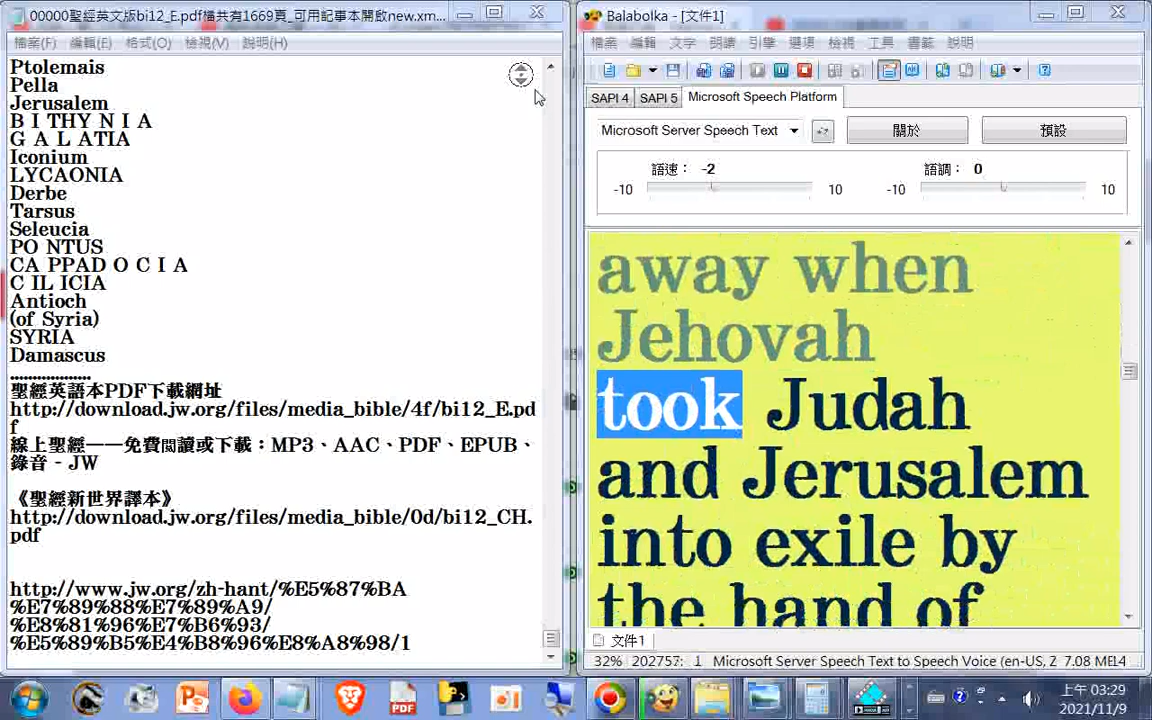 00000聖經英文版bi12_E.pdf檔共有1669頁_可用記事本開啟new.xm...
檔案(F) 編輯(E) 格式(O) 檢視(V) 說明(H)
Ptolemais
Pella
Jerusalem
B I THY N I A
G A L ATIA
Iconium
LYCAONIA
Derbe
Tarsus
Seleucia
PO NTUS
CA PPAD O C I A
C IL ICIA
Antioch
(of Syria)
SYRIA
Damascus
..................
聖經英語本PDF下載網址
http://download.jw.org/files/media_bible/4f/bi12_E.pd
f
線上聖經——免費閱讀或下載：MP3、AAC、PDF、EPUB、
錄音 - JW
《聖經新世界譯本》
http://download.jw.org/files/media_bible/0d/bi12_CH.
pdf
http://www.jw.org/zh-hant/%E5%87%BA
%E7%89%88%E7%89%A9/
%E8%81%96%E7%B6%93/
%E5%89%B5%E4%B8%96%E8%A8%98/1
Balabolka - [文件1]
檔案 編輯 文字 朗讀 引擎 選項 檢視 工具 書籤 說明
SAPI 4 SAPI 5 Microsoft Speech Platform
Microsoft Server Speech Text 關於 預設
語速： -2 語調： 0
-10 10 -10 10
away when
Jehovah
took Judah
and Jerusalem
into exile by
the hand of
文件1
32% 202757: 1 Microsoft Server Speech Text to Speech Voice (en-US, 2 7.08 ME14
PDF
上午 03:29
2021/11/9